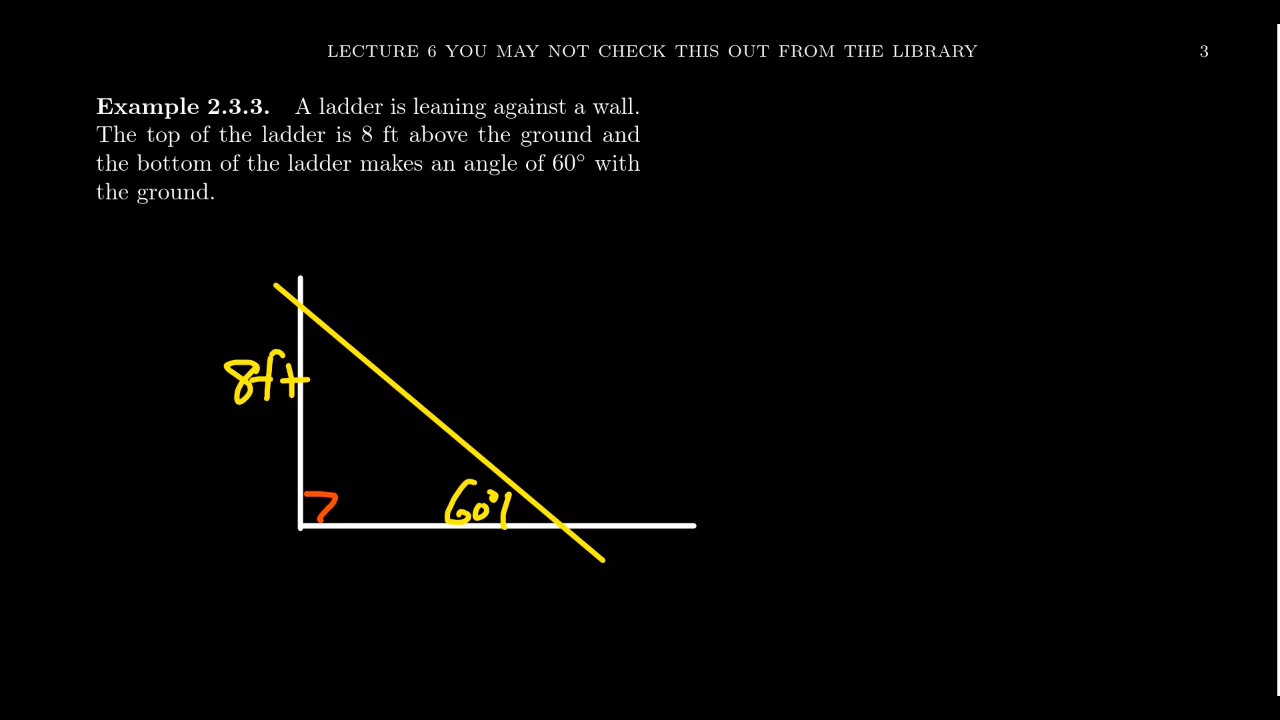 LECTURE 6 YOU MAY NOT CHECK THIS OUT FROM THE LIBRARY 3
Example 2.3.3. A ladder is leaning against a wall.
The top of the ladder is 8 ft above the ground and
the bottom of the ladder makes an angle of 60° with
the ground.
8ft
60°